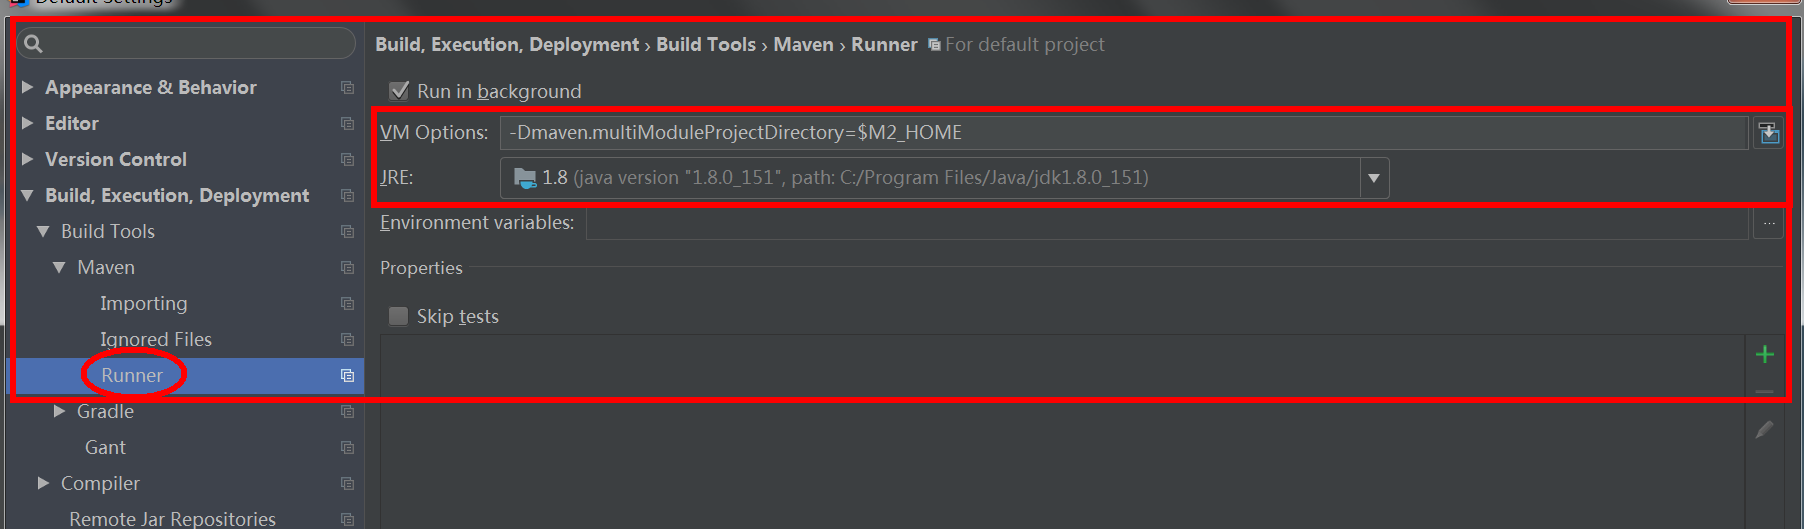 Default Settings
Build, Execution, Deployment › Build Tools › Maven › Runner For default project
Appearance & Behavior
Run in background
Editor
VM Options: -Dmaven.multiModuleProjectDirectory=$M2_HOME
Version Control
JRE: 1.8 (java version "1.8.0_151", path: C:/Program Files/Java/jdk1.8.0_151)
Build, Execution, Deployment
Environment variables: ...
Build Tools
Maven
Properties
Importing
Skip tests
Ignored Files
Runner
Gradle
Gant
Compiler
Remote Jar Repositories